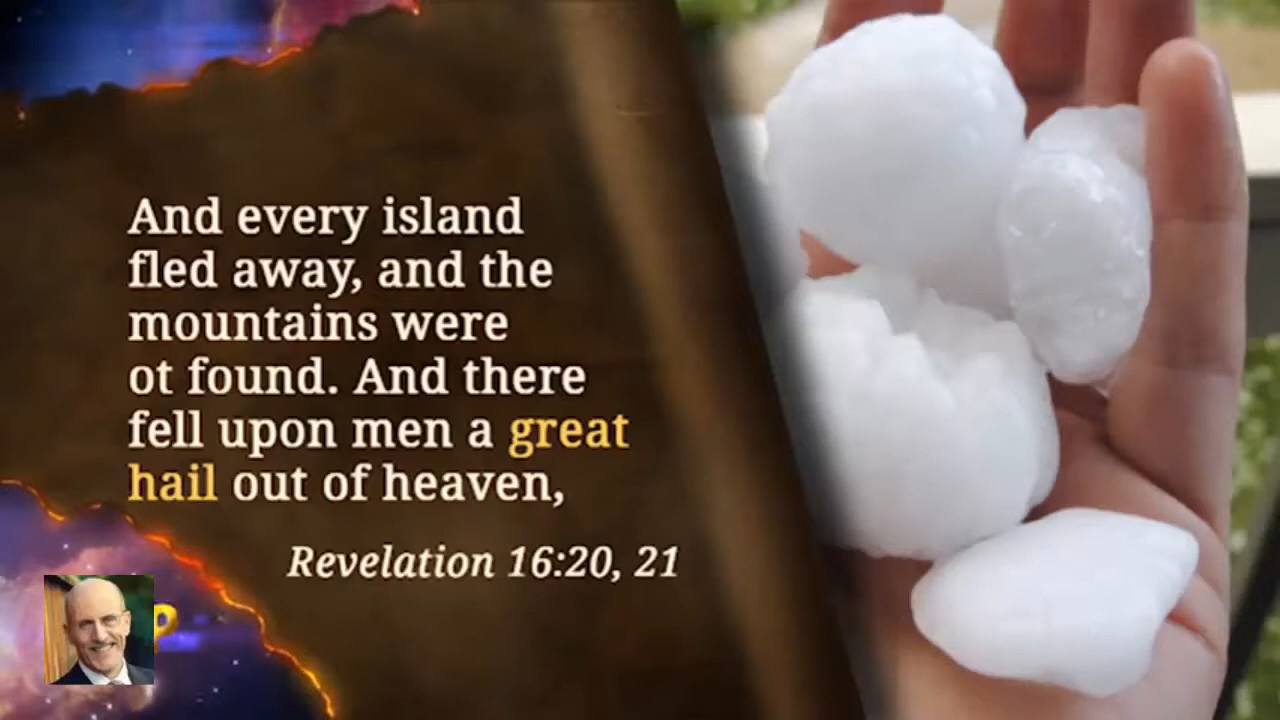 And every island
fled away, and the
mountains were
ot found. And there
fell upon men a great
hail out of heaven,
Revelation 16:20, 21